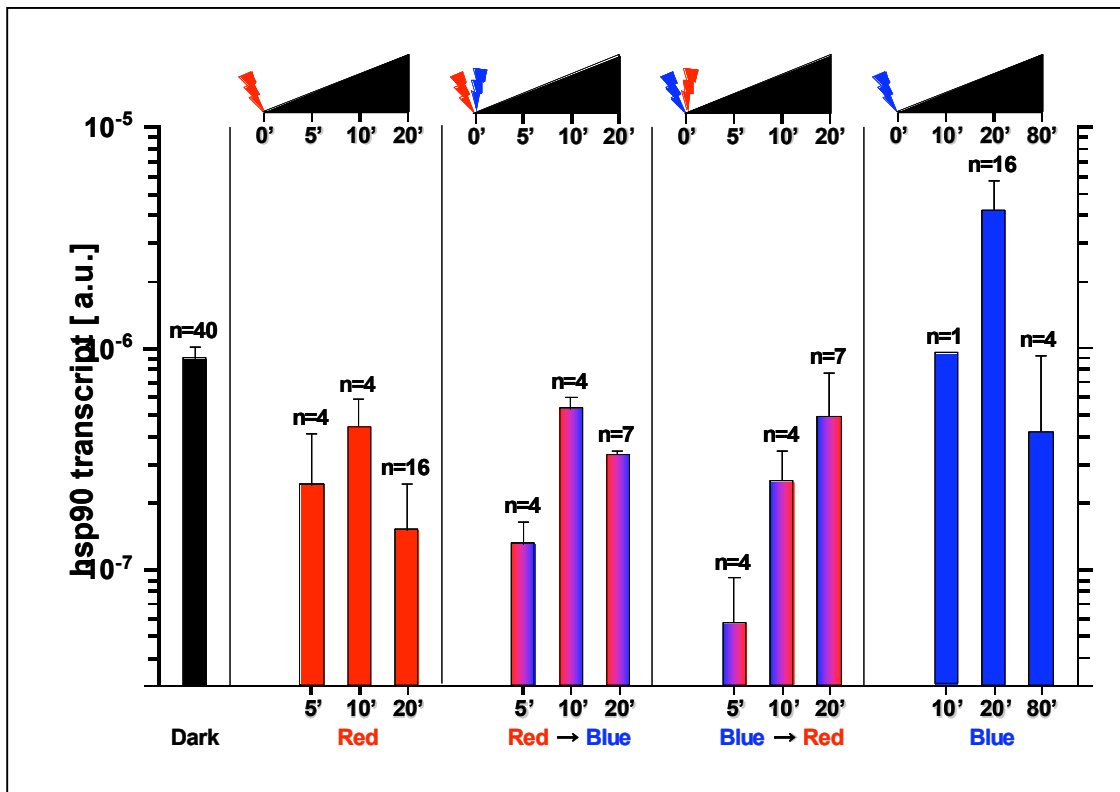 0' 5' 10' 20' 0' 5' 10' 20' 0' 5' 10' 20' 0' 10' 20' 80'
10⁻⁵
n=16
n=40
n=1
n=4
10⁻⁶
n=7
n=4
n=4
n=4
n=4
n=7
n=16
n=4
n=4
10⁻⁷
hsp90 transcript [ a.u.]
5' 10' 20' 5' 10' 20' 5' 10' 20' 10' 20' 80'
Dark Red Red → Blue Blue → Red Blue